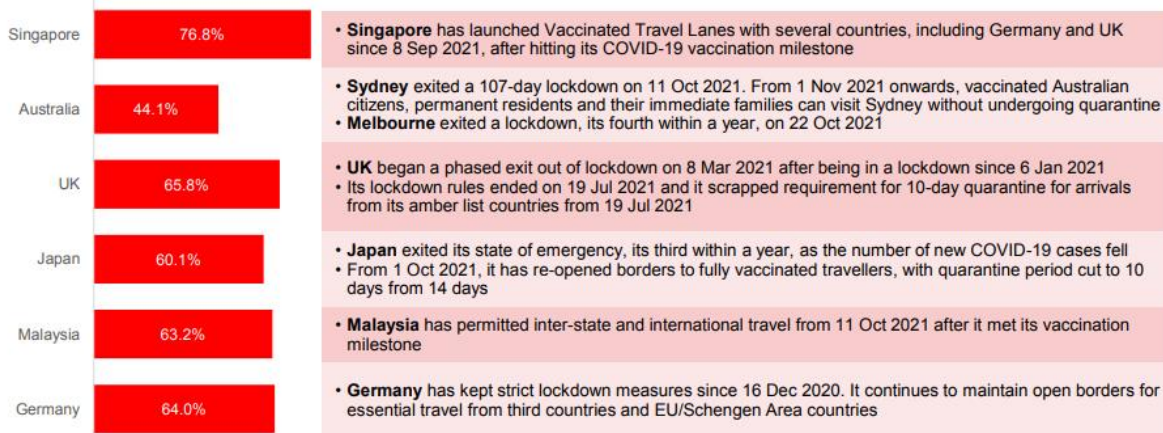 Singapore
76.8%
• Singapore has launched Vaccinated Travel Lanes with several countries, including Germany and UK
since 8 Sep 2021, after hitting its COVID-19 vaccination milestone
Australia
44.1%
• Sydney exited a 107-day lockdown on 11 Oct 2021. From 1 Nov 2021 onwards, vaccinated Australian
citizens, permanent residents and their immediate families can visit Sydney without undergoing quarantine
• Melbourne exited a lockdown, its fourth within a year, on 22 Oct 2021
UK
65.8%
• UK began a phased exit out of lockdown on 8 Mar 2021 after being in a lockdown since 6 Jan 2021
• Its lockdown rules ended on 19 Jul 2021 and it scrapped requirement for 10-day quarantine for arrivals
from its amber list countries from 19 Jul 2021
Japan
60.1%
• Japan exited its state of emergency, its third within a year, as the number of new COVID-19 cases fell
• From 1 Oct 2021, it has re-opened borders to fully vaccinated travellers, with quarantine period cut to 10
days from 14 days
Malaysia
63.2%
• Malaysia has permitted inter-state and international travel from 11 Oct 2021 after it met its vaccination
milestone
Germany
64.0%
• Germany has kept strict lockdown measures since 16 Dec 2020. It continues to maintain open borders for
essential travel from third countries and EU/Schengen Area countries